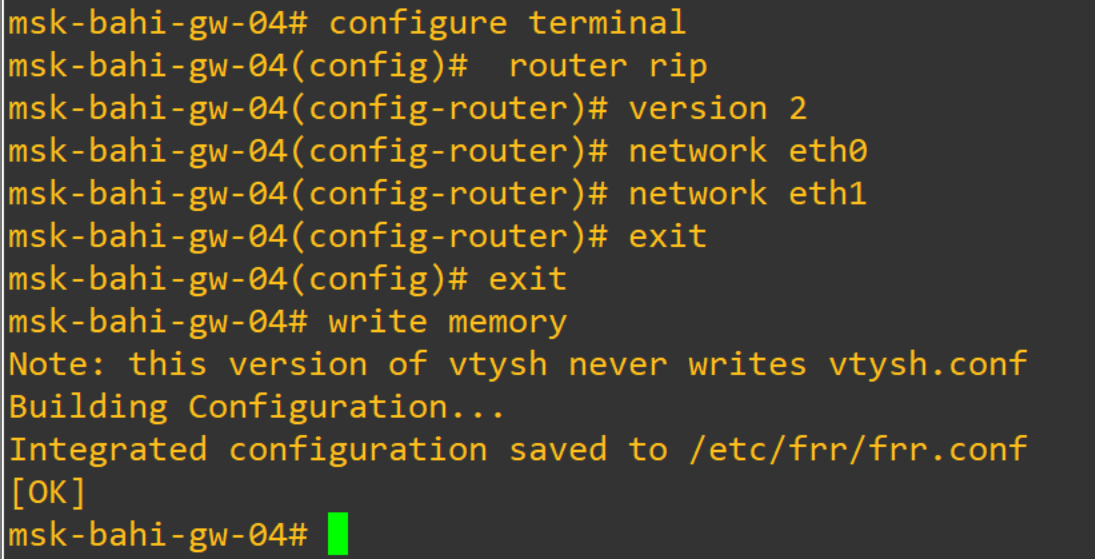 msk-bahi-gw-04# configure terminal
msk-bahi-gw-04(config)#  router rip
msk-bahi-gw-04(config-router)# version 2
msk-bahi-gw-04(config-router)# network eth0
msk-bahi-gw-04(config-router)# network eth1
msk-bahi-gw-04(config-router)# exit
msk-bahi-gw-04(config)# exit
msk-bahi-gw-04# write memory
Note: this version of vtysh never writes vtysh.conf
Building Configuration...
Integrated configuration saved to /etc/frr/frr.conf
[OK]
msk-bahi-gw-04#